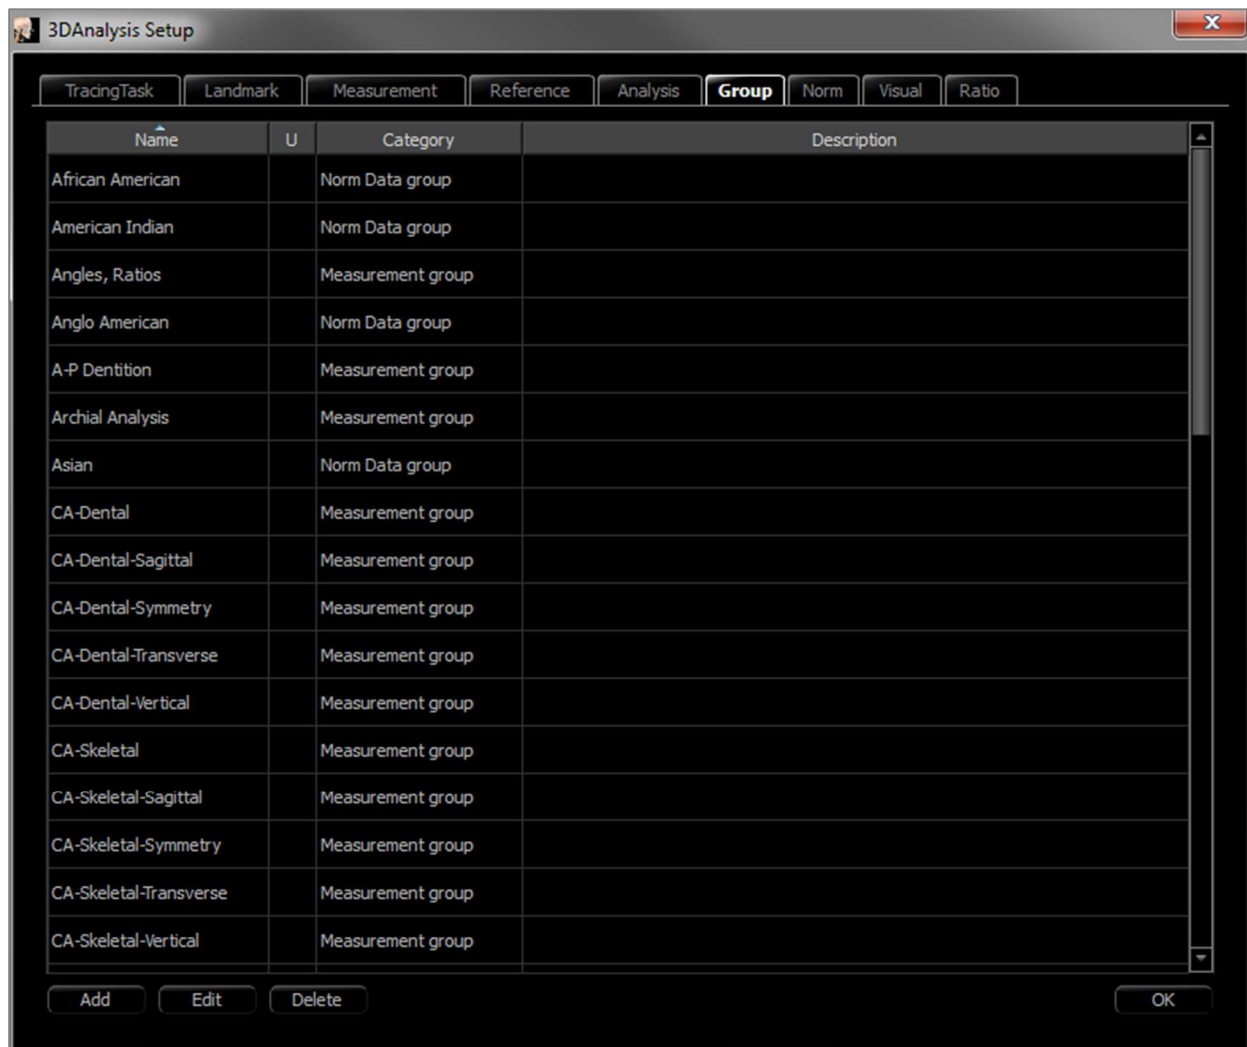 3DAnalysis Setup
TracingTask Landmark Measurement Reference Analysis Group Norm Visual Ratio
Name U Category Description
African American Norm Data group
American Indian Norm Data group
Angles, Ratios Measurement group
Anglo American Norm Data group
A-P Dentition Measurement group
Archial Analysis Measurement group
Asian Norm Data group
CA-Dental Measurement group
CA-Dental-Sagittal Measurement group
CA-Dental-Symmetry Measurement group
CA-Dental-Transverse Measurement group
CA-Dental-Vertical Measurement group
CA-Skeletal Measurement group
CA-Skeletal-Sagittal Measurement group
CA-Skeletal-Symmetry Measurement group
CA-Skeletal-Transverse Measurement group
CA-Skeletal-Vertical Measurement group
Add Edit Delete OK